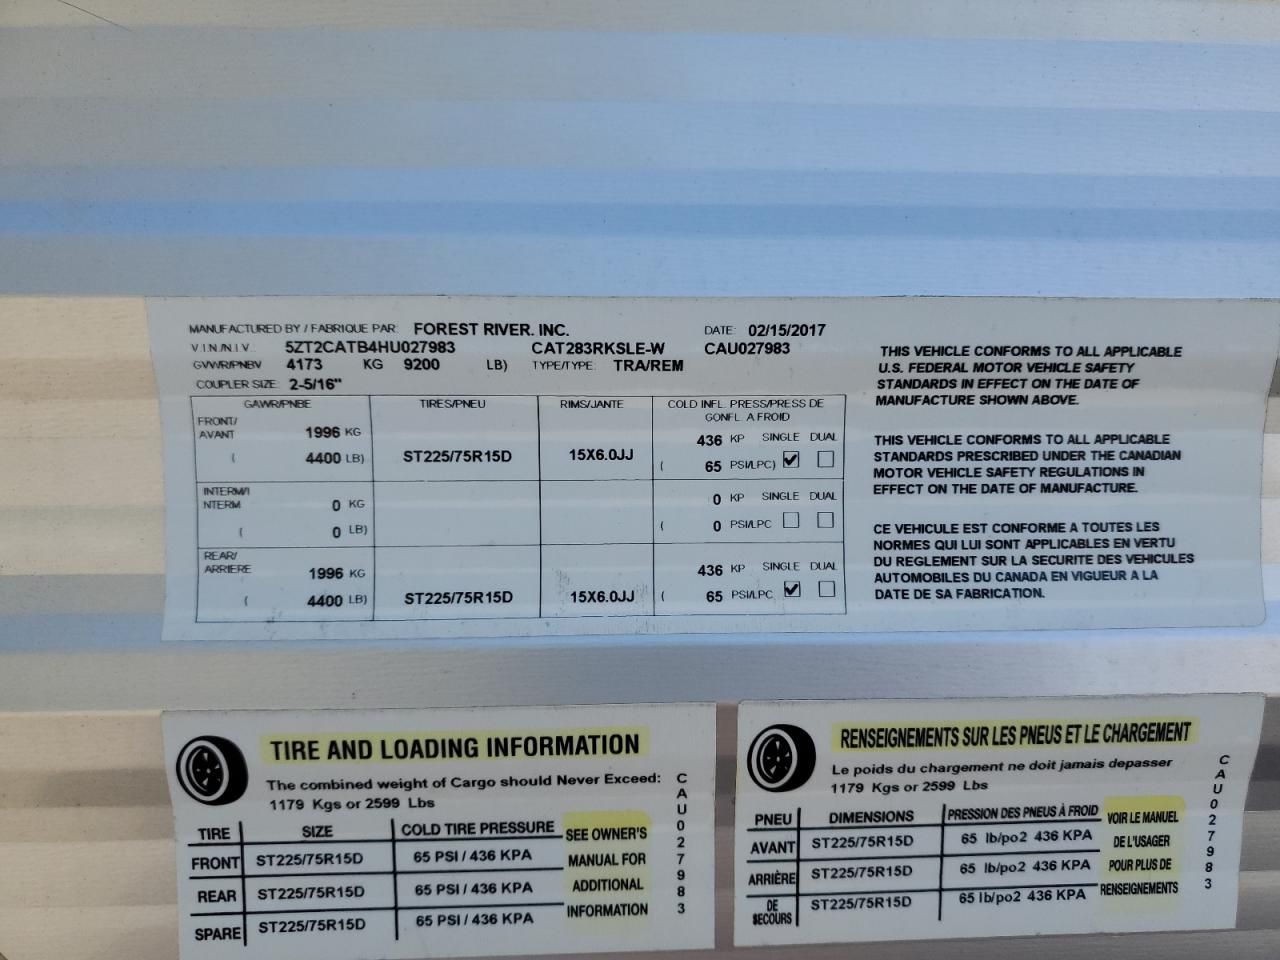 MANUFACTURED BY / FABRIQUE PAR: FOREST RIVER, INC. DATE: 02/15/2017
V.I.N./N.I.V.: 5ZT2CATB4HU027983 CAT283RKSLE-W CAU027983
GVWR/PNBV 4173 KG 9200 LB) TYPE/TYPE: TRA/REM
COUPLER SIZE: 2-5/16"
GAWR/PNBE TIRES/PNEU RIMS/JANTE COLD INFL. PRESS/PRESS DE
GONFL. A FROID
FRONT/
AVANT 1996 KG 436 KP SINGLE DUAL
( 4400 LB) ST225/75R15D 15X6.0JJ ( 65 PSI/LPC)
INTERM/I
NTERM 0 KG 0 KP SINGLE DUAL
( 0 LB) ( 0 PSI/LPC
REAR/
ARRIERE 1996 KG 436 KP SINGLE DUAL
( 4400 LB) ST225/75R15D 15X6.0JJ ( 65 PSI/LPC
THIS VEHICLE CONFORMS TO ALL APPLICABLE
U.S. FEDERAL MOTOR VEHICLE SAFETY
STANDARDS IN EFFECT ON THE DATE OF
MANUFACTURE SHOWN ABOVE.
THIS VEHICLE CONFORMS TO ALL APPLICABLE
STANDARDS PRESCRIBED UNDER THE CANADIAN
MOTOR VEHICLE SAFETY REGULATIONS IN
EFFECT ON THE DATE OF MANUFACTURE.
CE VEHICULE EST CONFORME A TOUTES LES
NORMES QUI LUI SONT APPLICABLES EN VERTU
DU REGLEMENT SUR LA SECURITE DES VEHICULES
AUTOMOBILES DU CANADA EN VIGUEUR A LA
DATE DE SA FABRICATION.
TIRE AND LOADING INFORMATION
The combined weight of Cargo should Never Exceed:
1179 Kgs or 2599 Lbs
TIRE SIZE COLD TIRE PRESSURE
FRONT ST225/75R15D 65 PSI / 436 KPA
REAR ST225/75R15D 65 PSI / 436 KPA
SPARE ST225/75R15D 65 PSI / 436 KPA
SEE OWNER'S
MANUAL FOR
ADDITIONAL
INFORMATION
CAU027983
RENSEIGNEMENTS SUR LES PNEUS ET LE CHARGEMENT
Le poids du chargement ne doit jamais depasser
1179 Kgs or 2599 Lbs
PNEU DIMENSIONS PRESSION DES PNEUS À FROID
AVANT ST225/75R15D 65 lb/po2 436 KPA
ARRIÈRE ST225/75R15D 65 lb/po2 436 KPA
DE
SECOURS ST225/75R15D 65 lb/po2 436 KPA
VOIR LE MANUEL
DE L'USAGER
POUR PLUS DE
RENSEIGNEMENTS
CAU027983